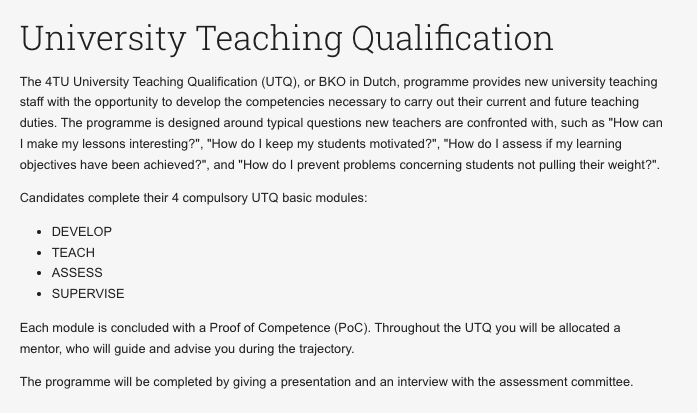 University Teaching Qualification
The 4TU University Teaching Qualification (UTQ), or BKO in Dutch, programme provides new university teaching
staff with the opportunity to develop the competencies necessary to carry out their current and future teaching
duties. The programme is designed around typical questions new teachers are confronted with, such as "How can
I make my lessons interesting?", "How do I keep my students motivated?", "How do I assess if my learning
objectives have been achieved?", and "How do I prevent problems concerning students not pulling their weight?".
Candidates complete their 4 compulsory UTQ basic modules:
• DEVELOP
• TEACH
• ASSESS
• SUPERVISE
Each module is concluded with a Proof of Competence (PoC). Throughout the UTQ you will be allocated a
mentor, who will guide and advise you during the trajectory.
The programme will be completed by giving a presentation and an interview with the assessment committee.